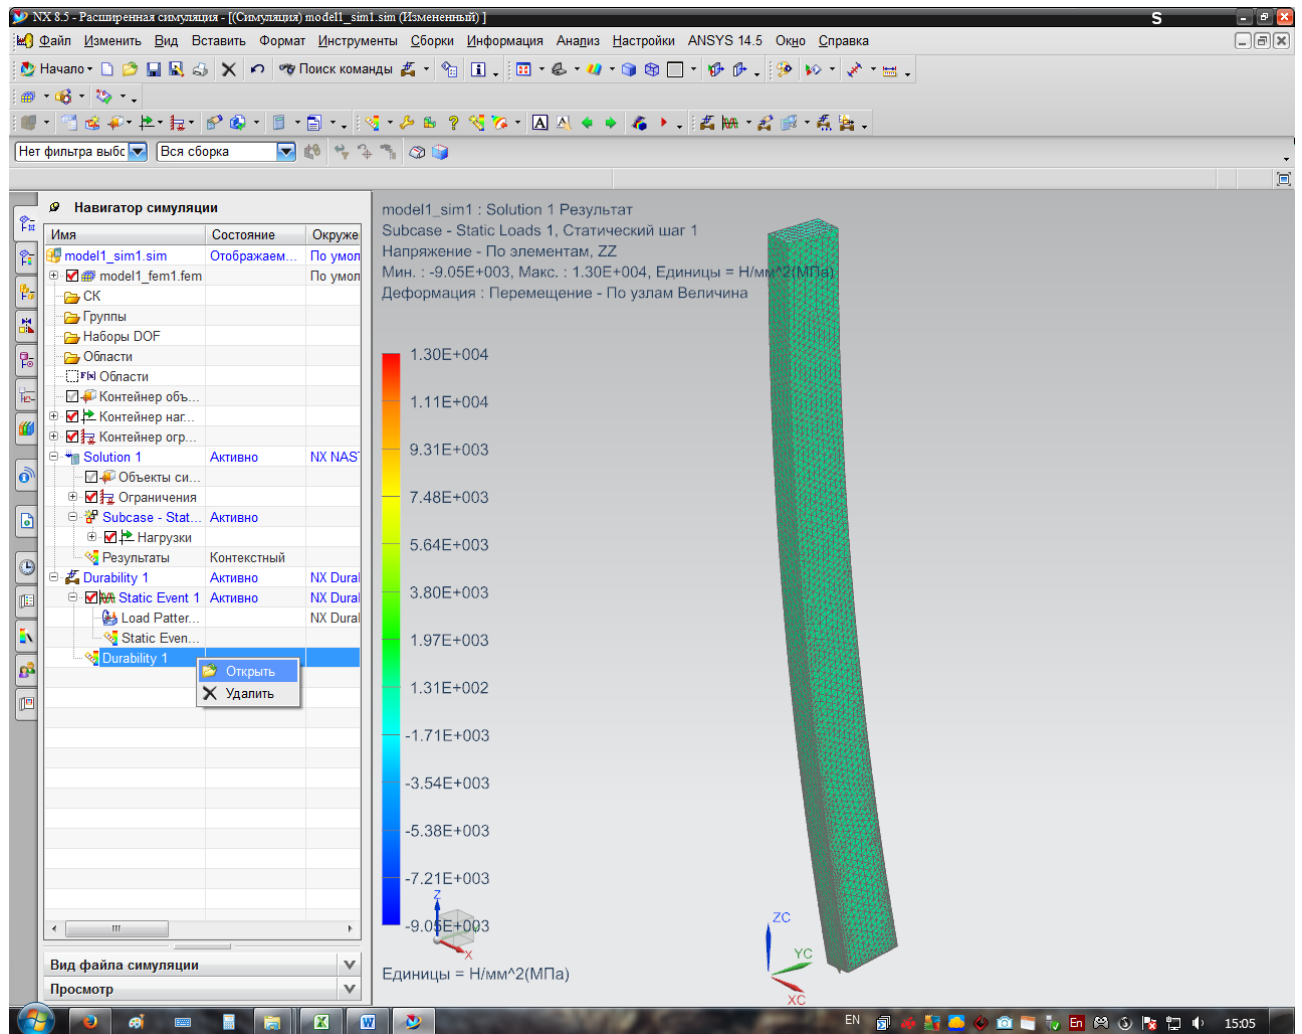 NX 8.5 - Расширенная симуляция - [(Симуляция) model1_sim1.sim (Измененный) ]
S
Файл Изменить Вид Вставить Формат Инструменты Сборки Информация Анализ Настройки ANSYS 14.5 Окно Справка
Начало Поиск команды
Нет фильтра выбс Вся сборка
Навигатор симуляции
Имя Состояние Окруже
model1_sim1.sim Отображаем... По умол
model1_fem1.fem По умол
СК
Группы
Наборы DOF
Области
Области
Контейнер объ...
Контейнер наг...
Контейнер огр...
Solution 1 Активно NX NAS
Объекты си...
Ограничения
Subcase - Stat... Активно
Нагрузки
Результаты Контекстный
Durability 1 Активно NX Dural
Static Event 1 Активно NX Dural
Load Patter... NX Dural
Static Even...
Durability 1
Открыть
Удалить
Вид файла симуляции
Просмотр
model1_sim1 : Solution 1 Результат
Subcase - Static Loads 1, Статический шаг 1
Напряжение - По элементам, ZZ
Мин. : -9.05E+003, Макс. : 1.30E+004, Единицы = Н/мм^2(МПа)
Деформация : Перемещение - По узлам Величина
1.30E+004
1.11E+004
9.31E+003
7.48E+003
5.64E+003
3.80E+003
1.97E+003
1.31E+002
-1.71E+003
-3.54E+003
-5.38E+003
-7.21E+003
-9.05E+003
Z
X
Единицы = Н/мм^2(МПа)
ZC
YC
XC
EN
En
15:05